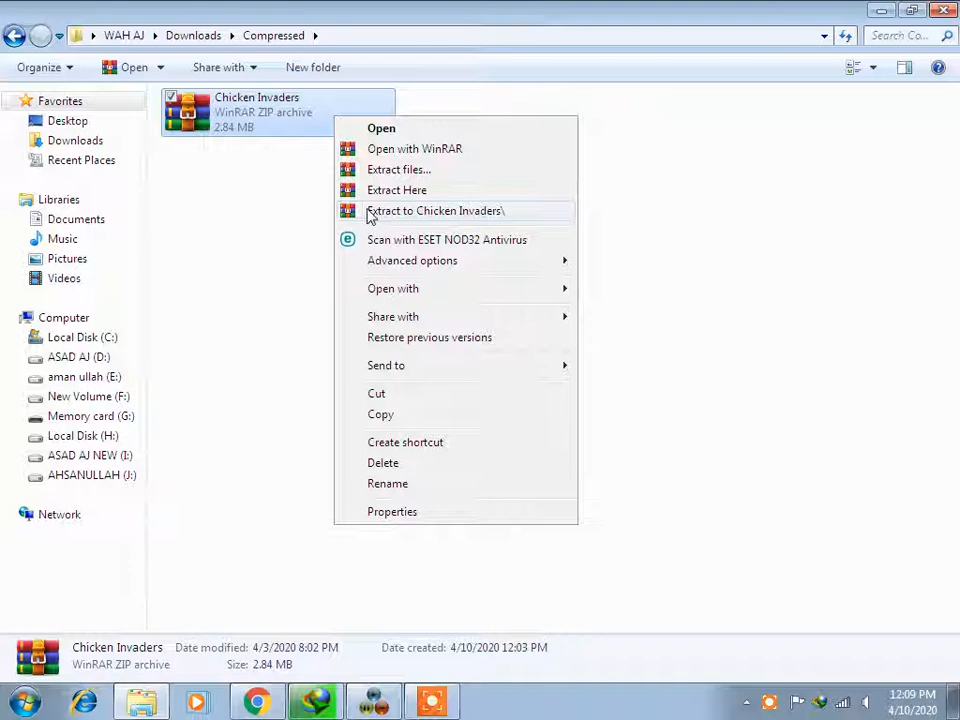 WAH AJ Downloads Compressed
Search Co...
Organize Open Share with New folder
Favorites
Desktop
Downloads
Recent Places
Libraries
Documents
Music
Pictures
Videos
Computer
Local Disk (C:)
ASAD AJ (D:)
aman ullah (E:)
New Volume (F:)
Memory card (G:)
Local Disk (H:)
ASAD AJ NEW (I:)
AHSANULLAH (J:)
Network
Chicken Invaders
WinRAR ZIP archive
2.84 MB
Open
Open with WinRAR
Extract files...
Extract Here
Extract to Chicken Invaders\
Scan with ESET NOD32 Antivirus
Advanced options
Open with
Share with
Restore previous versions
Send to
Cut
Copy
Create shortcut
Delete
Rename
Properties
Chicken Invaders Date modified: 4/3/2020 8:02 PM Date created: 4/10/2020 12:03 PM
WinRAR ZIP archive Size: 2.84 MB
12:09 PM
4/10/2020